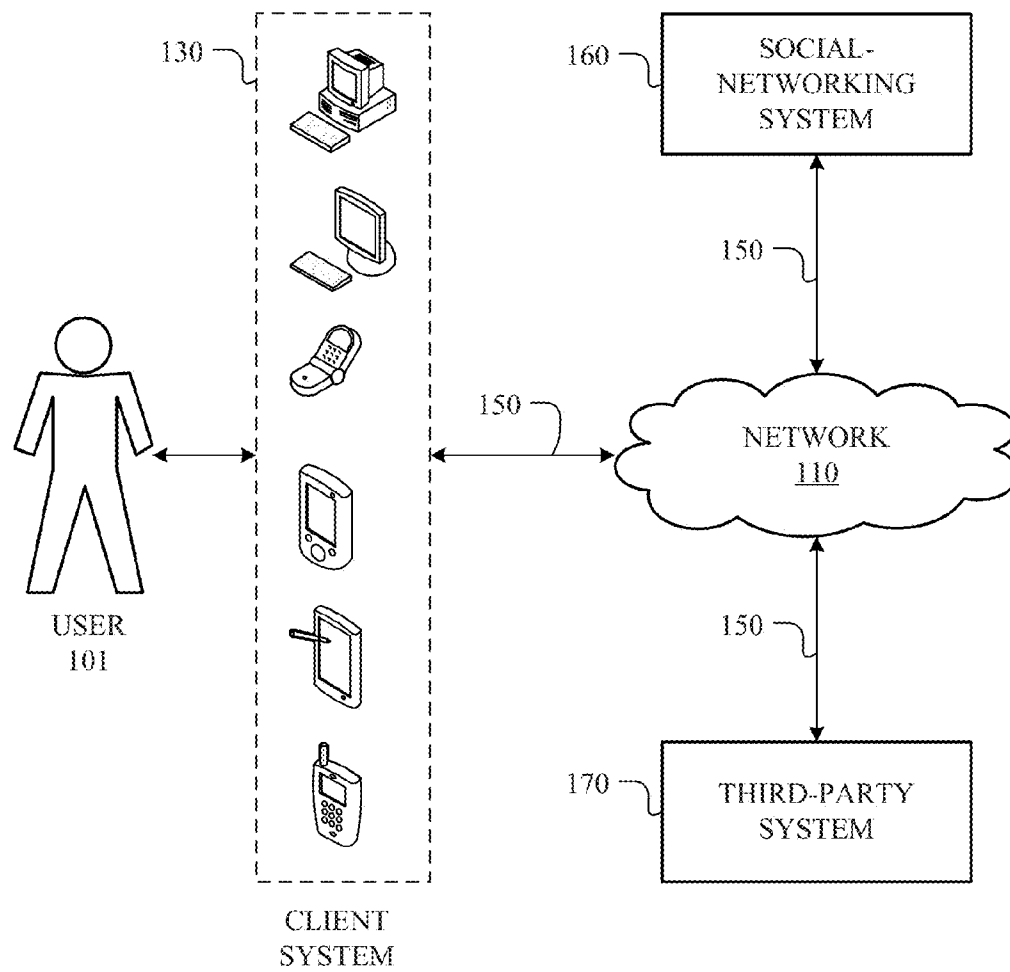 130
160
SOCIAL-
NETWORKING
SYSTEM
150
150
NETWORK
110
USER
101
150
170
THIRD-PARTY
SYSTEM
CLIENT
SYSTEM